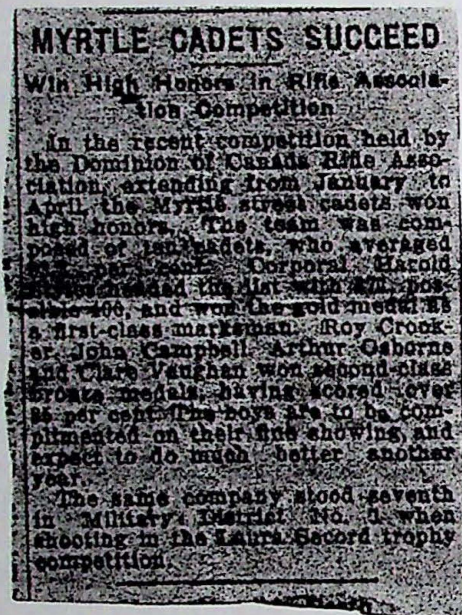 MYRTLE CADETS SUCCEED
Win High Honors in Rifle Associa-
tion Competition
In the recent competition held by
the Dominion of Canada Rifle Asso-
ciation, extending from January to
April, the Myrtle street cadets won
high honors. The team was com-
posed of ten cadets, who averaged
per cent. Corporal Harold
headed the list with pos-
sible 400, and won the gold medal as
a first-class marksman. Roy Crook-
er, John Campbell, Arthur Osborne
and Clare Vaughan won second-class
bronze medals, having scored over
85 per cent. The boys are to be com-
plimented on their fine showing, and
expect to do much better another
year.
The same company stood seventh
in Military District No. 1 when
shooting in the Laura Secord trophy
competition.